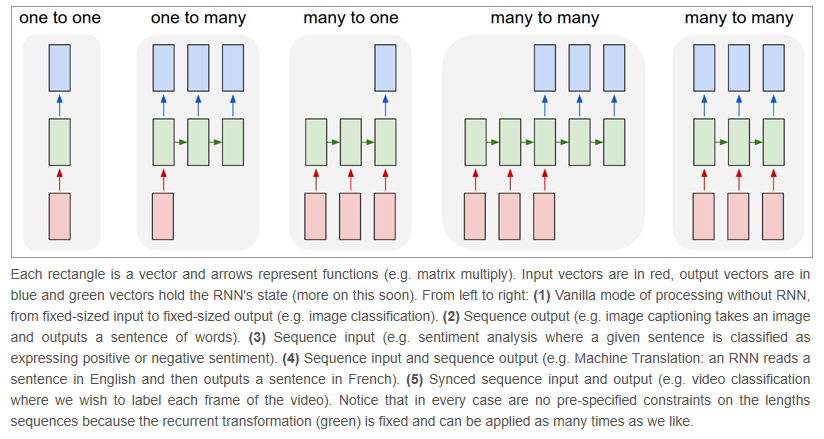 one to one one to many many to one many to many many to many
Each rectangle is a vector and arrows represent functions (e.g. matrix multiply). Input vectors are in red, output vectors are in
blue and green vectors hold the RNN's state (more on this soon). From left to right: (1) Vanilla mode of processing without RNN,
from fixed-sized input to fixed-sized output (e.g. image classification). (2) Sequence output (e.g. image captioning takes an image
and outputs a sentence of words). (3) Sequence input (e.g. sentiment analysis where a given sentence is classified as
expressing positive or negative sentiment). (4) Sequence input and sequence output (e.g. Machine Translation: an RNN reads a
sentence in English and then outputs a sentence in French). (5) Synced sequence input and output (e.g. video classification
where we wish to label each frame of the video). Notice that in every case are no pre-specified constraints on the lengths
sequences because the recurrent transformation (green) is fixed and can be applied as many times as we like.